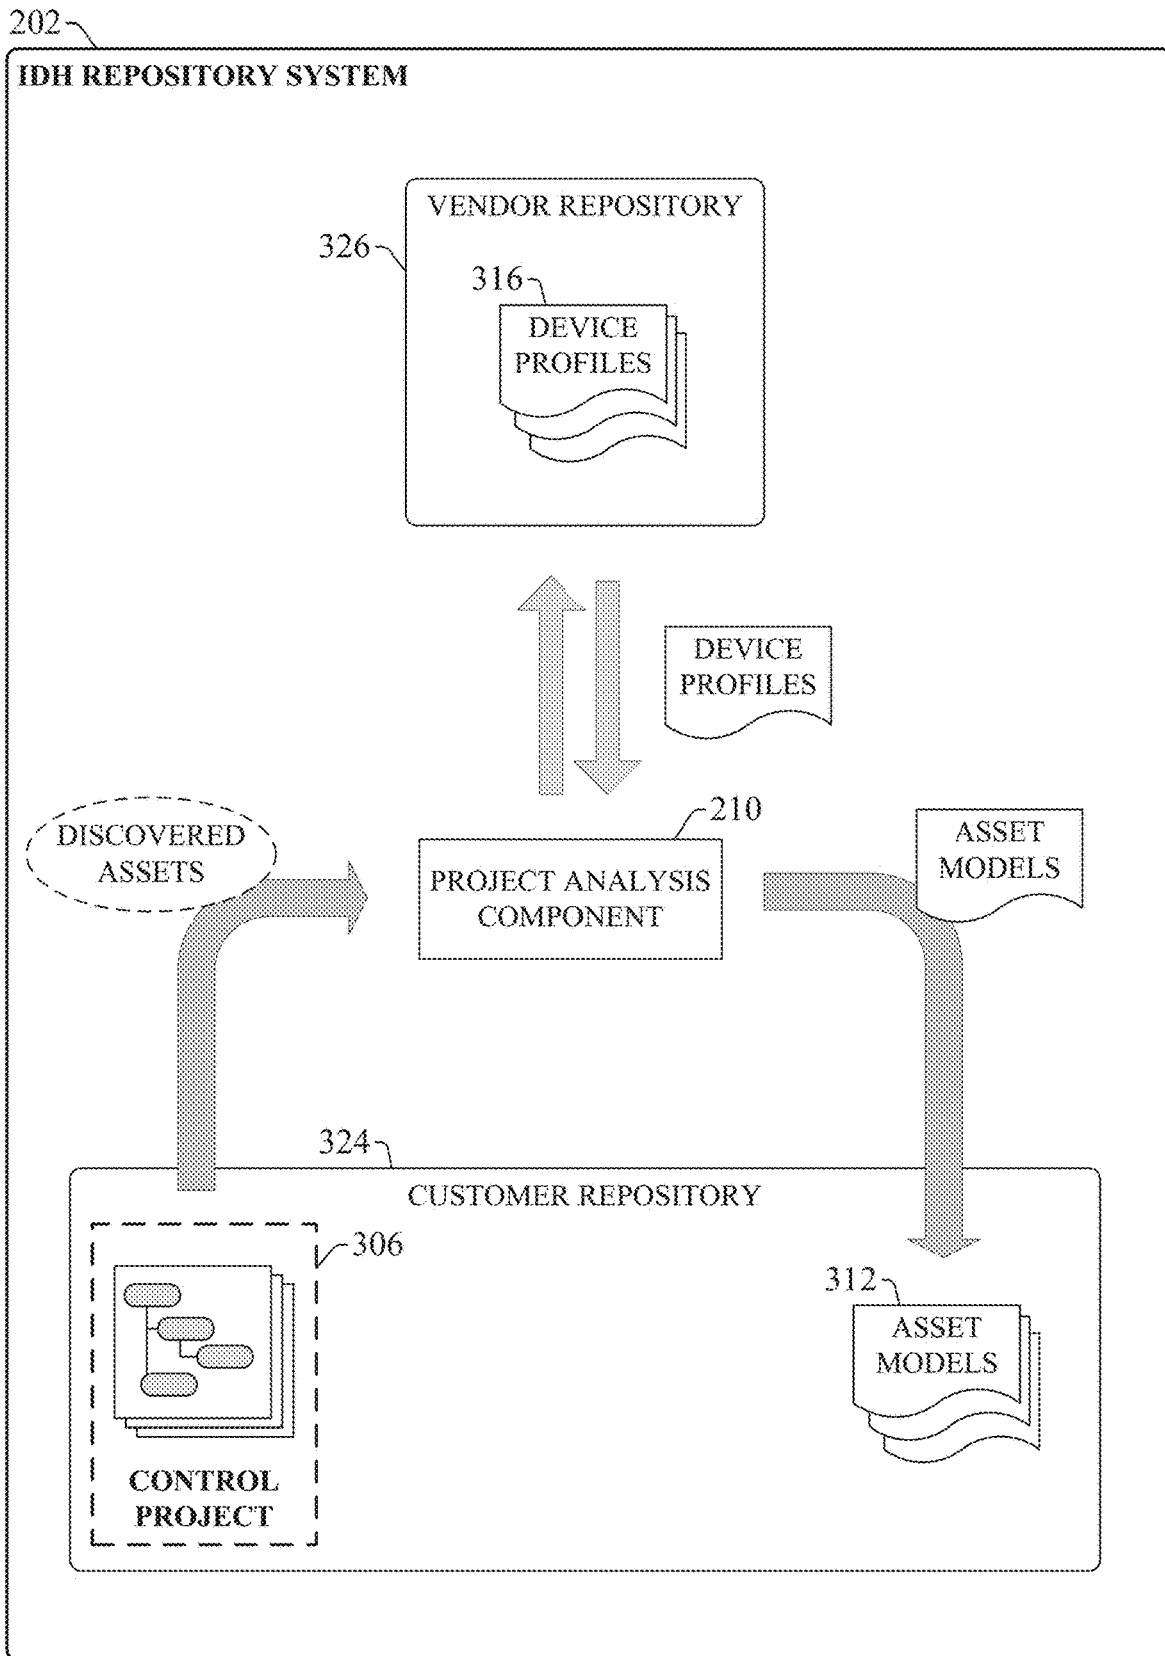 202
IDH REPOSITORY SYSTEM
VENDOR REPOSITORY
326
316
DEVICE
PROFILES
DEVICE
PROFILES
210
DISCOVERED
ASSETS
PROJECT ANALYSIS
COMPONENT
ASSET
MODELS
324
CUSTOMER REPOSITORY
306
312
ASSET
MODELS
CONTROL
PROJECT